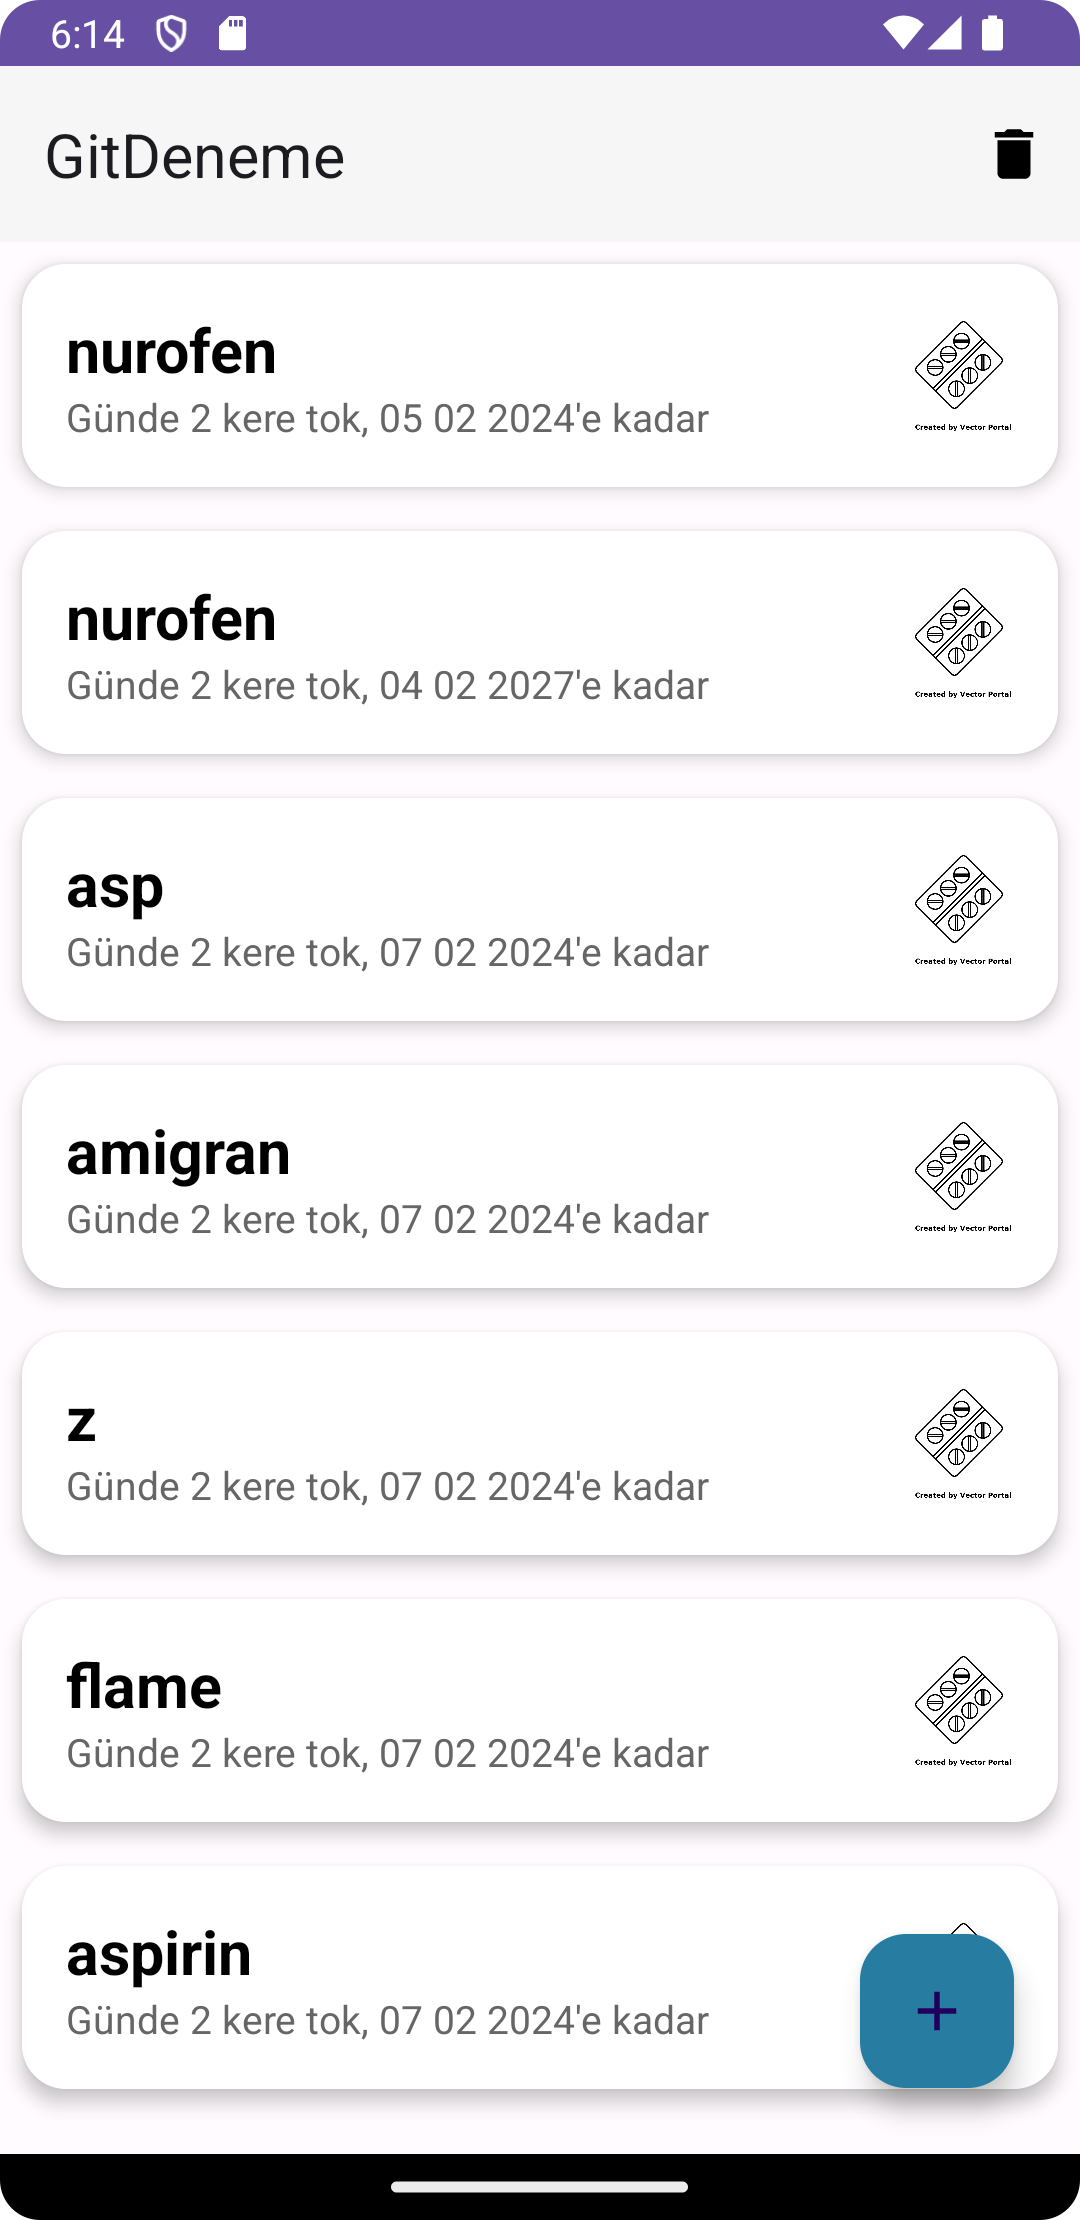 6:14
GitDeneme
nurofen
Günde 2 kere tok, 05 02 2024'e kadar
Created by Vector Portal
nurofen
Günde 2 kere tok, 04 02 2027'e kadar
Created by Vector Portal
asp
Günde 2 kere tok, 07 02 2024'e kadar
Created by Vector Portal
amigran
Günde 2 kere tok, 07 02 2024'e kadar
Created by Vector Portal
z
Günde 2 kere tok, 07 02 2024'e kadar
Created by Vector Portal
flame
Günde 2 kere tok, 07 02 2024'e kadar
Created by Vector Portal
aspirin
Günde 2 kere tok, 07 02 2024'e kadar
+